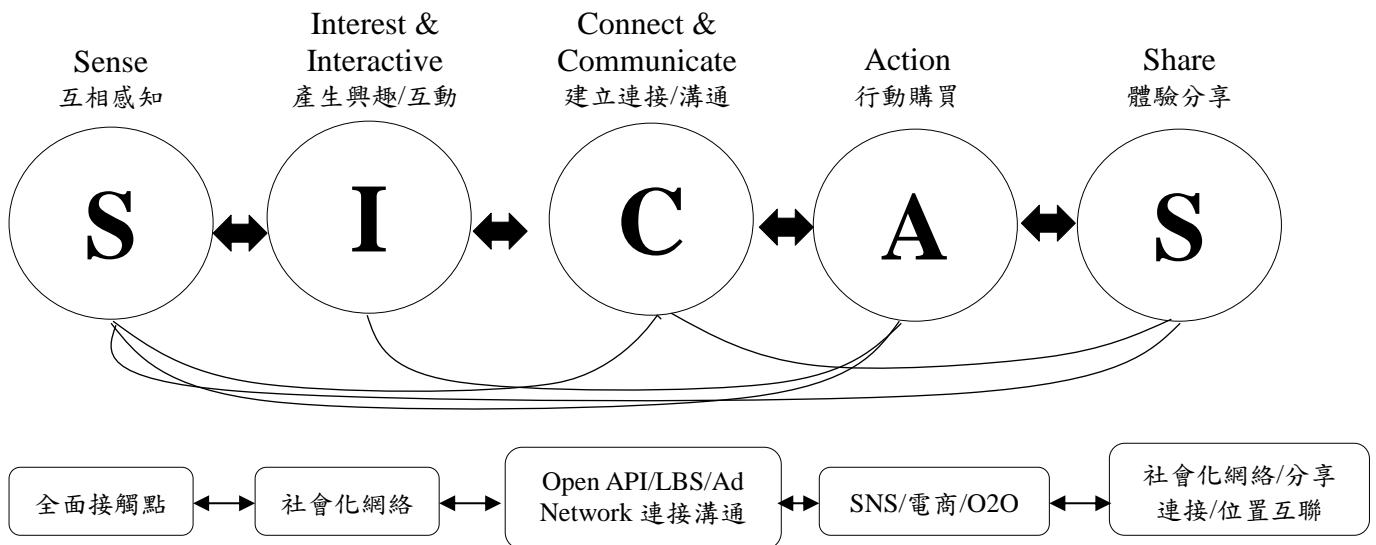 Sense
互相感知
Interest &
Interactive
產生興趣/互動
Connect &
Communicate
建立連接/溝通
Action
行動購買
Share
體驗分享
S
I
C
A
S
全面接觸點
社會化網絡
Open API/LBS/Ad
Network 連接溝通
SNS/電商/O2O
社會化網絡/分享
連接/位置互聯